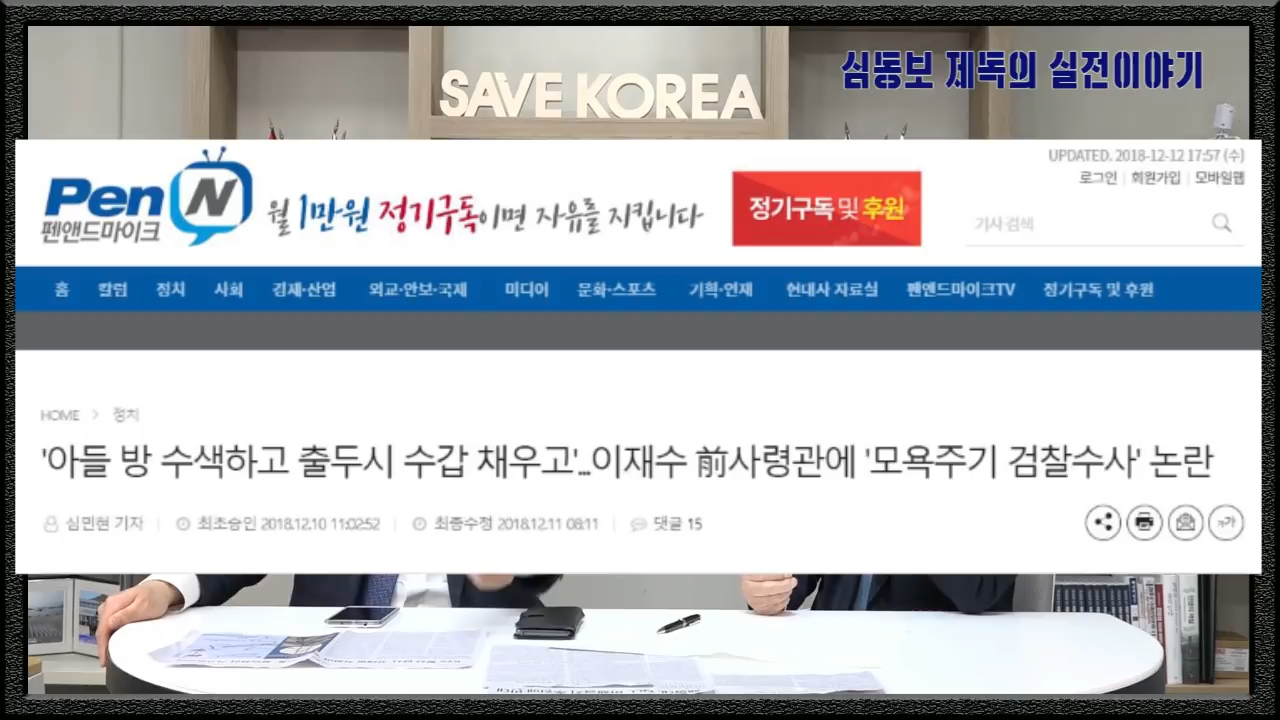 심동보 제독의 실전이야기
SAVE KOREA
UPDATED. 2018-12-12 17:57 (수)
로그인 | 회원가입 | 모바일웹
Pen N
펜앤드마이크
월 1만원 정기구독이면 자유를 지킵니다
정기구독 및 후원
기사 검색
홈 칼럼 정치 사회 경제·산업 외교·안보·국제 미디어 문화·스포츠 기획·연재 현대사 자료실 펜앤드마이크TV 정기구독 및 후원
HOME > 정치
'아들 방 수색하고 출두시 수갑 채우고'...이재수 前사령관에 '모욕주기 검찰수사' 논란
심민현 기자 | 최초승인 2018.12.10 11:02:52 | 최종수정 2018.12.11 08:11 | 댓글 15
가가